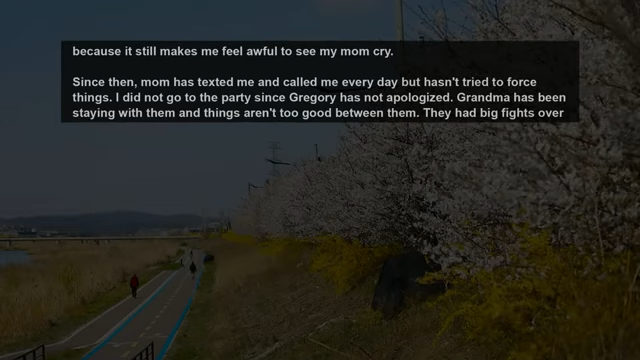 because it still makes me feel awful to see my mom cry.
Since then, mom has texted me and called me every day but hasn't tried to force
things. I did not go to the party since Gregory has not apologized. Grandma has been
staying with them and things aren't too good between them. They had big fights over